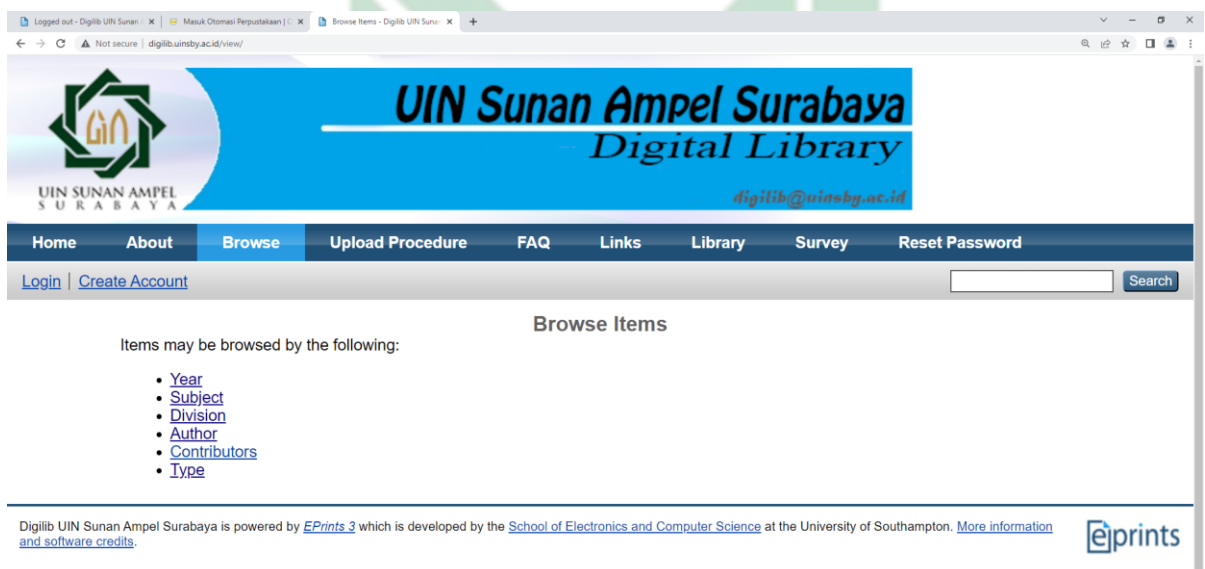 Logged out - Digilib UIN Sunan A Masuk Otomasi Perpustakaan | C Browse Items - Digilib UIN Sunan
Not secure | digilib.uinsby.ac.id/view/
UIN Sunan Ampel Surabaya
Digital Library
digilib@uinsby.ac.id
UIN SUNAN AMPEL
SURABAYA
Home About Browse Upload Procedure FAQ Links Library Survey Reset Password
Login | Create Account Search
Browse Items
Items may be browsed by the following:
• Year
• Subject
• Division
• Author
• Contributors
• Type
Digilib UIN Sunan Ampel Surabaya is powered by EPrints 3 which is developed by the School of Electronics and Computer Science at the University of Southampton. More information
and software credits.
eprints